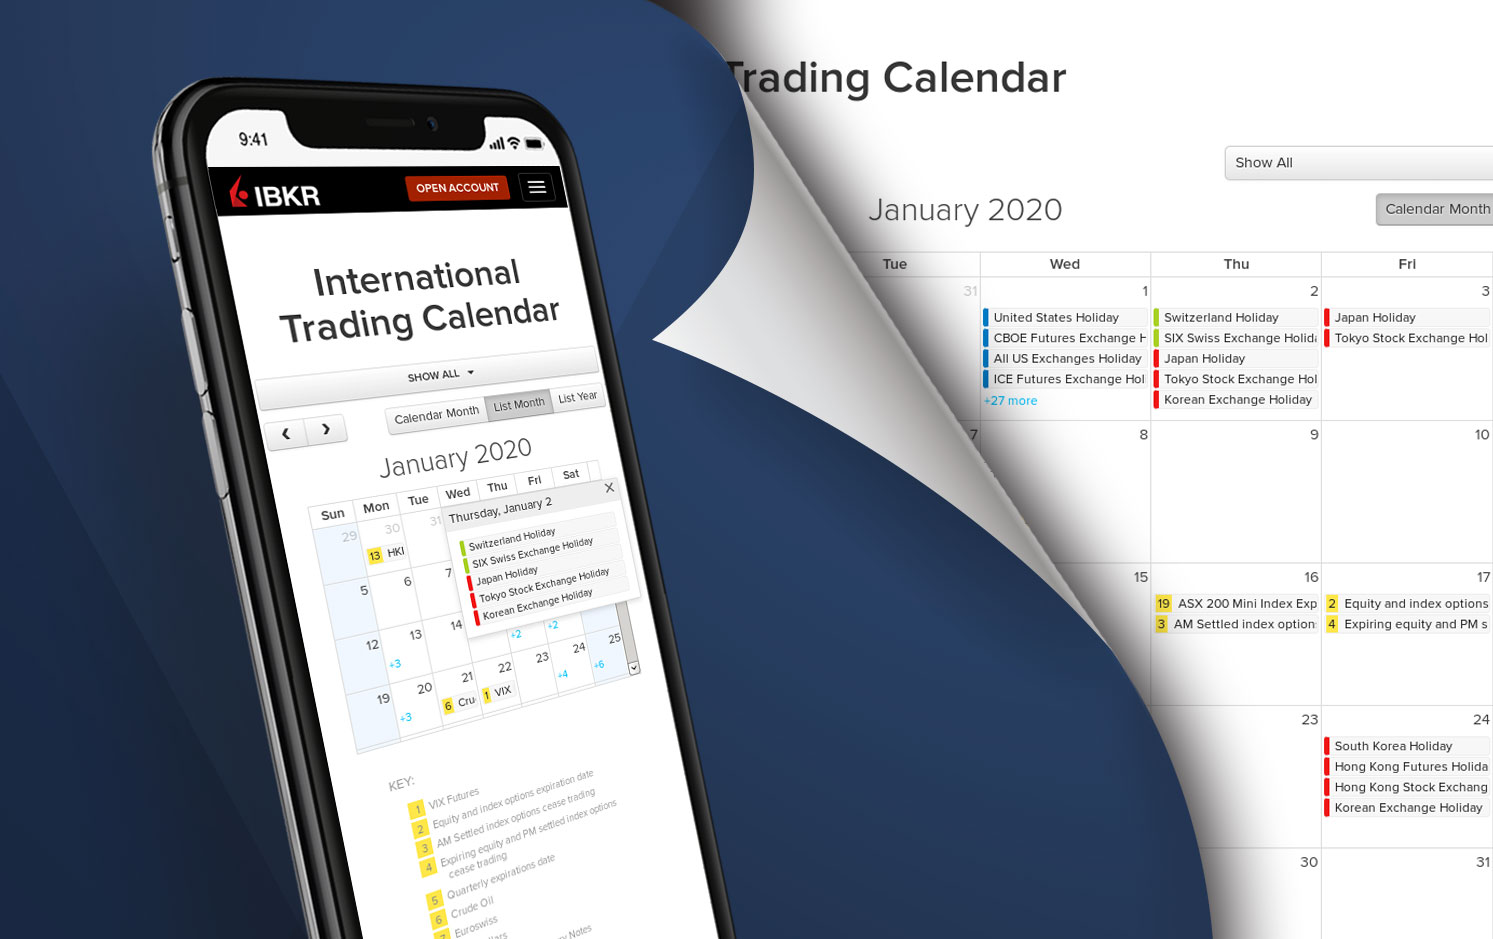 9:41
IBKR
OPEN ACCOUNT
International
Trading Calendar
SHOW ALL
Calendar Month
List Month
List Year
January 2020
Sun Mon Tue Wed Thu Fri Sat
29 30 31
13 HKI
Thursday, January 2
X
Switzerland Holiday
SIX Swiss Exchange Holiday
Japan Holiday
Tokyo Stock Exchange Holiday
Korean Exchange Holiday
5 6 7
12 13 14
+3 +2 +2
19 20 21 22 23 24 25
+3
6 Cru
1 VIX
+4 +6
KEY:
1 VIX Futures
2 Equity and index options expiration date
3 AM Settled index options cease trading
4 Expiring equity and PM settled index options
cease trading
5 Quarterly expirations date
6 Crude Oil
7 Euroswiss
Notes
Trading Calendar
Show All
January 2020
Calendar Month
Tue Wed Thu Fri
31 1 2 3
United States Holiday
CBOE Futures Exchange H
All US Exchanges Holiday
ICE Futures Exchange Hol
+27 more
Switzerland Holiday
SIX Swiss Exchange Holida
Japan Holiday
Tokyo Stock Exchange Hol
Korean Exchange Holiday
Japan Holiday
Tokyo Stock Exchange Hol
7 8 9 10
15 16 17
19 ASX 200 Mini Index Exp
3 AM Settled index option
2 Equity and index options
4 Expiring equity and PM s
23 24
South Korea Holiday
Hong Kong Futures Holida
Hong Kong Stock Exchang
Korean Exchange Holiday
30 31